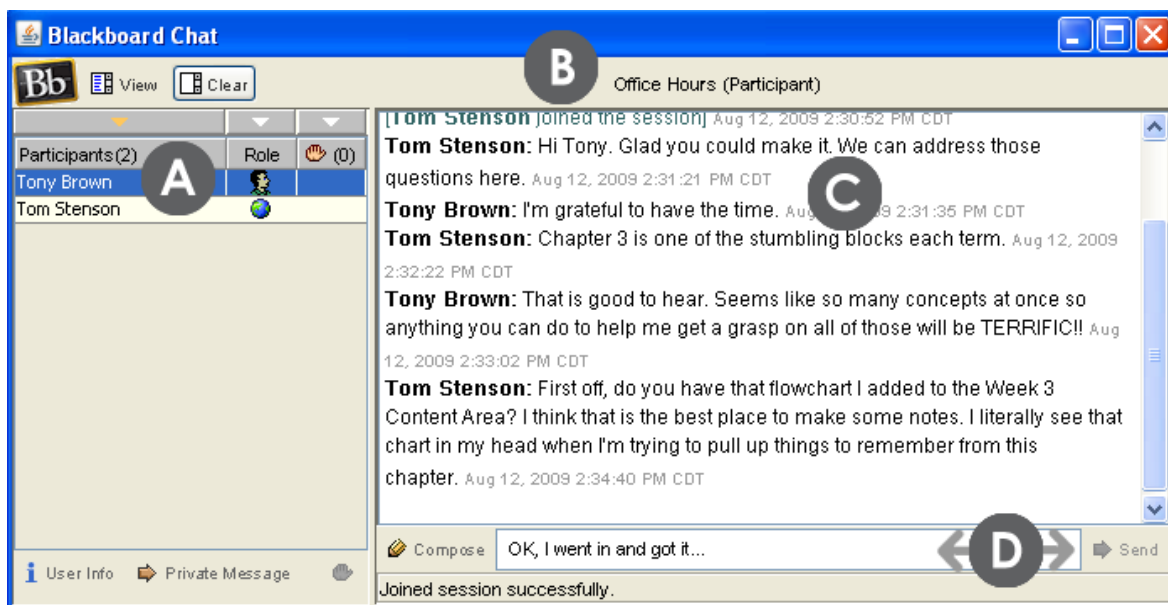 Blackboard Chat
B
Bb View Clear Office Hours (Participant)
Participants (2) Role (0)
A
Tony Brown
Tom Stenson
User Info Private Message
[Tom Stenson joined the session] Aug 12, 2009 2:30:52 PM CDT
Tom Stenson: Hi Tony. Glad you could make it. We can address those
questions here. Aug 12, 2009 2:31:21 PM CDT
C
Tony Brown: I'm grateful to have the time. 2:31:35 PM CDT
Tom Stenson: Chapter 3 is one of the stumbling blocks each term. Aug 12, 2009
2:32:22 PM CDT
Tony Brown: That is good to hear. Seems like so many concepts at once so
anything you can do to help me get a grasp on all of those will be TERRIFIC!! Aug
12, 2009 2:33:02 PM CDT
Tom Stenson: First off, do you have that flowchart I added to the Week 3
Content Area? I think that is the best place to make some notes. I literally see that
chart in my head when I'm trying to pull up things to remember from this
chapter. Aug 12, 2009 2:34:40 PM CDT
Compose OK, I went in and got it... D Send
Joined session successfully.